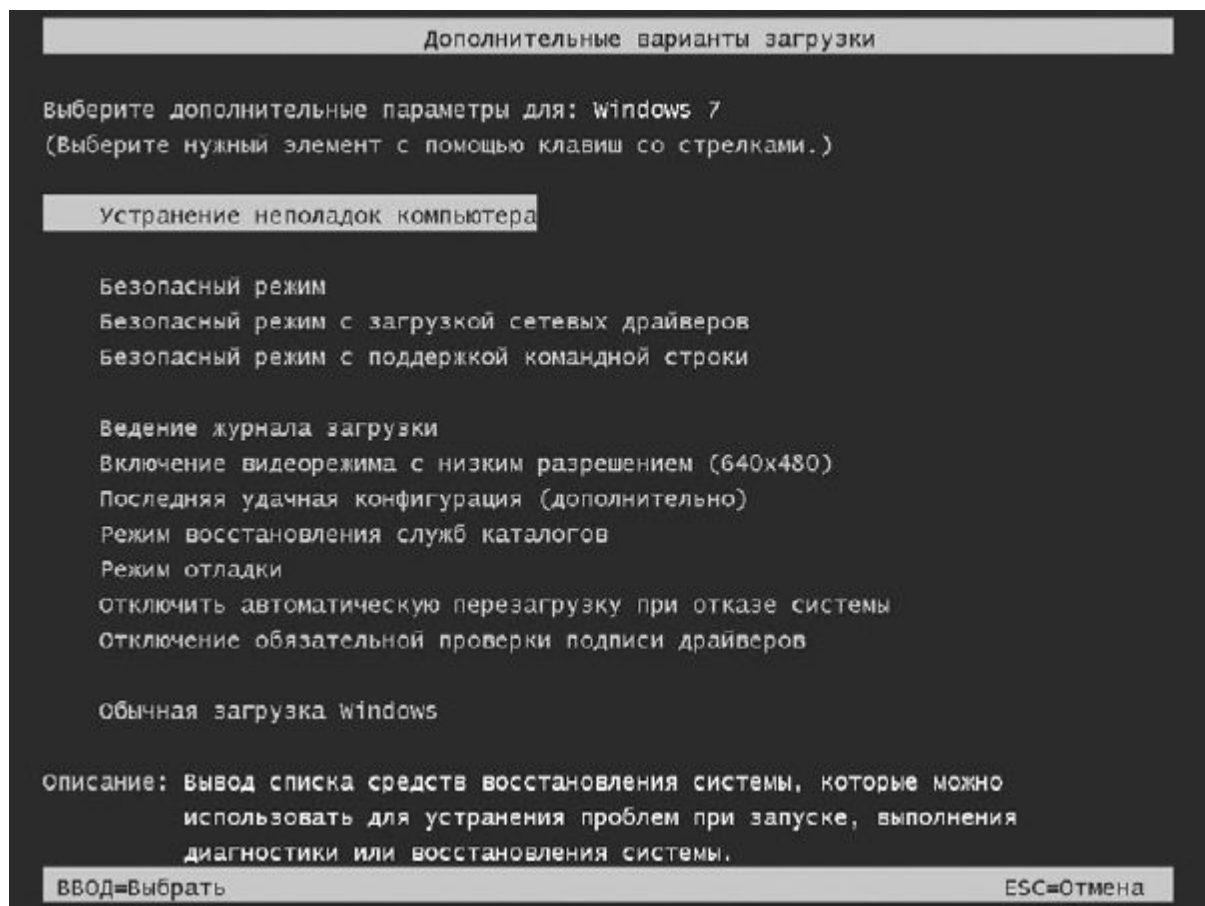 Дополнительные варианты загрузки
Выберите дополнительные параметры для: Windows 7
(Выберите нужный элемент с помощью клавиш со стрелками.)
Устранение неполадок компьютера
Безопасный режим
Безопасный режим с загрузкой сетевых драйверов
Безопасный режим с поддержкой командной строки
Ведение журнала загрузки
Включение видеорежима с низким разрешением (640x480)
Последняя удачная конфигурация (дополнительно)
Режим восстановления служб каталогов
Режим отладки
Отключить автоматическую перезагрузку при отказе системы
Отключение обязательной проверки подписи драйверов
Обычная загрузка Windows
Описание: Вывод списка средств восстановления системы, которые можно
использовать для устранения проблем при запуске, выполнения
диагностики или восстановления системы.
ВВОД=Выбрать ESC=Отмена